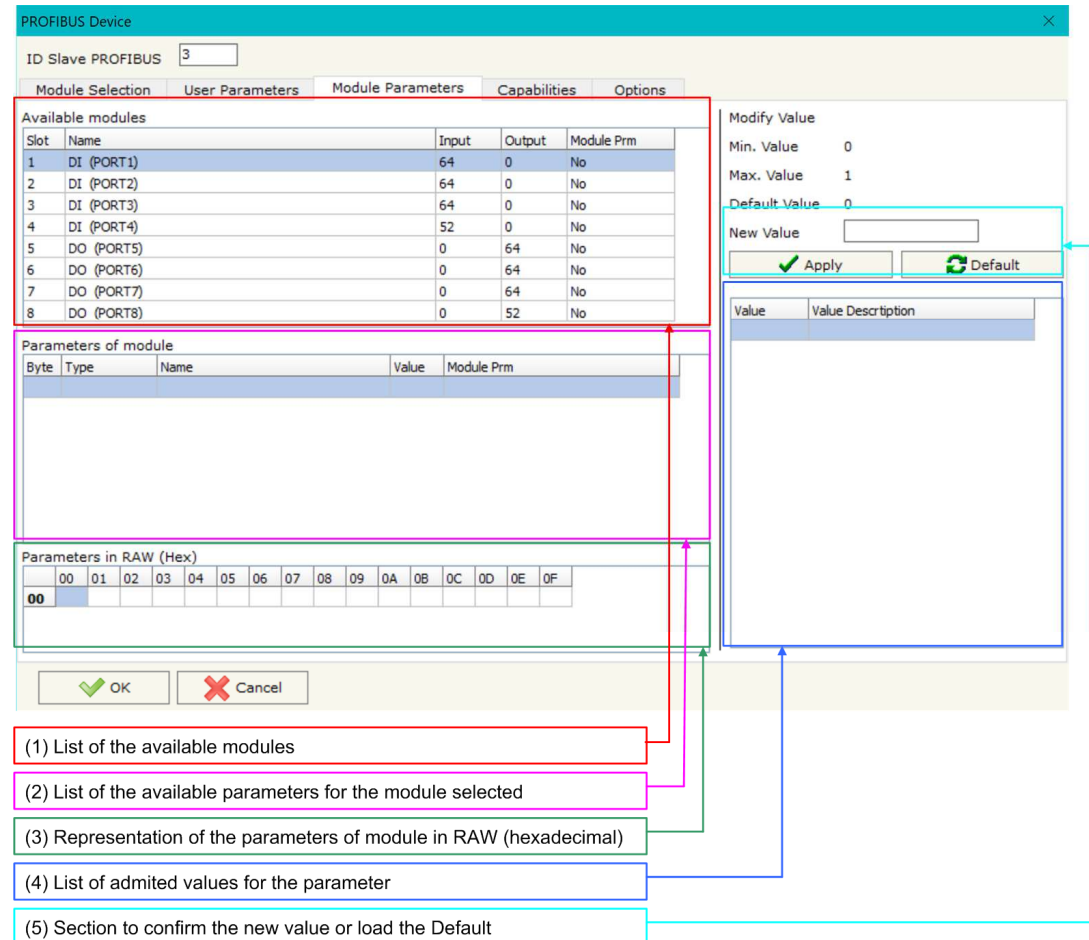 PROFIBUS Device
ID Slave PROFIBUS 3
Module Selection User Parameters Module Parameters Capabilities Options
Available modules
Slot Name Input Output Module Prm
1 DI (PORT1) 64 0 No
2 DI (PORT2) 64 0 No
3 DI (PORT3) 64 0 No
4 DI (PORT4) 52 0 No
5 DO (PORT5) 0 64 No
6 DO (PORT6) 0 64 No
7 DO (PORT7) 0 64 No
8 DO (PORT8) 0 52 No
Modify Value
Min. Value 0
Max. Value 1
Default Value 0
New Value
Apply Default
Value Value Descrtiption
Parameters of module
Byte Type Name Value Module Prm
Parameters in RAW (Hex)
00 01 02 03 04 05 06 07 08 09 0A 0B 0C 0D 0E 0F
00
OK Cancel
(1) List of the available modules
(2) List of the available parameters for the module selected
(3) Representation of the parameters of module in RAW (hexadecimal)
(4) List of admited values for the parameter
(5) Section to confirm the new value or load the Default